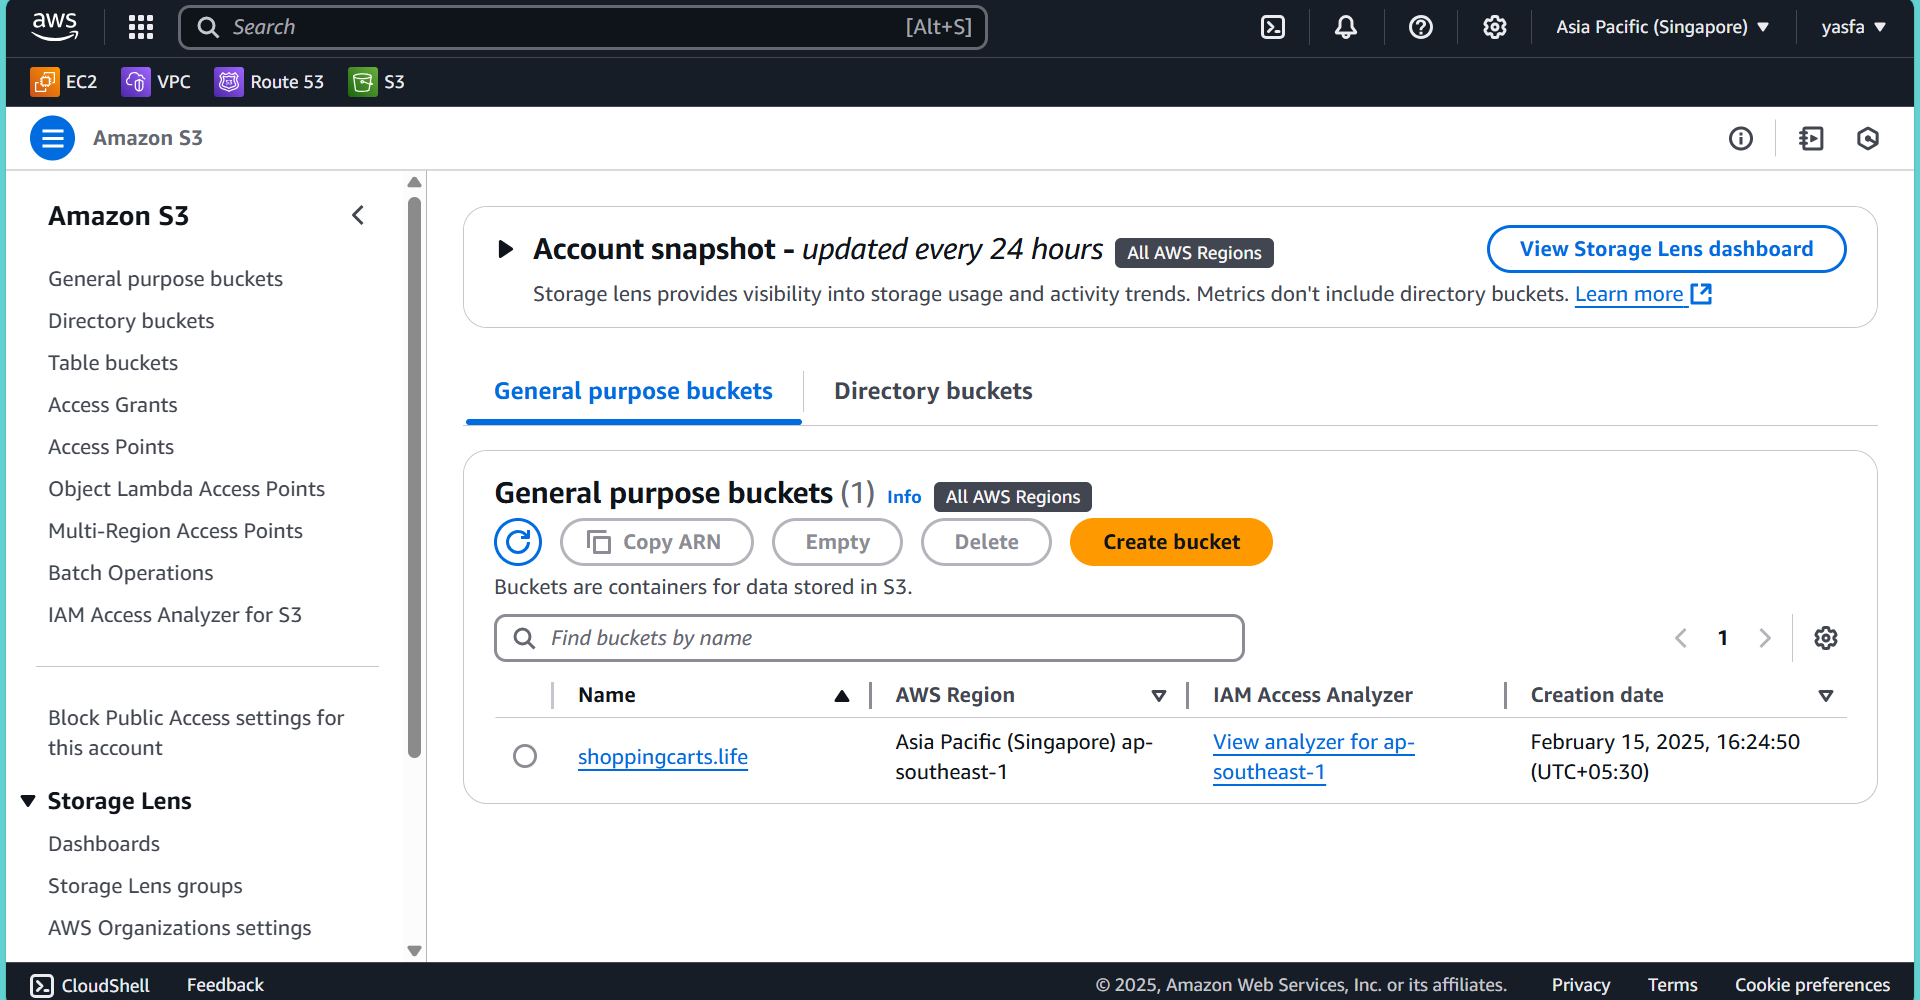 aws
Search [Alt+S]
Asia Pacific (Singapore) yasfa
EC2 VPC Route 53 S3
Amazon S3
Amazon S3
General purpose buckets
Directory buckets
Table buckets
Access Grants
Access Points
Object Lambda Access Points
Multi-Region Access Points
Batch Operations
IAM Access Analyzer for S3
Block Public Access settings for
this account
Storage Lens
Dashboards
Storage Lens groups
AWS Organizations settings
Account snapshot - updated every 24 hours All AWS Regions
View Storage Lens dashboard
Storage lens provides visibility into storage usage and activity trends. Metrics don't include directory buckets. Learn more
General purpose buckets Directory buckets
General purpose buckets (1) Info All AWS Regions
Copy ARN Empty Delete Create bucket
Buckets are containers for data stored in S3.
Find buckets by name
1
Name AWS Region IAM Access Analyzer Creation date
shoppingcarts.life
Asia Pacific (Singapore) ap-
southeast-1
View analyzer for ap-
southeast-1
February 15, 2025, 16:24:50
(UTC+05:30)
CloudShell Feedback
© 2025, Amazon Web Services, Inc. or its affiliates. Privacy Terms Cookie preferences